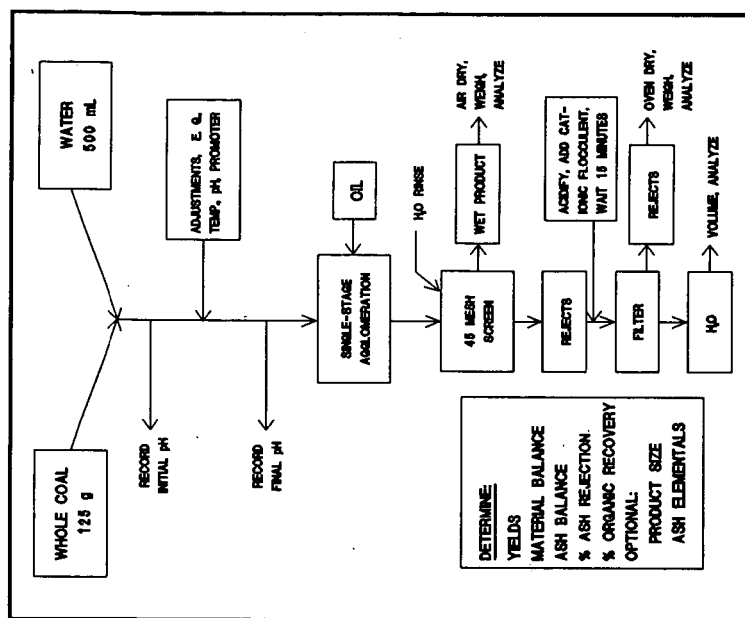 WHOLE COAL
125 g
WATER
500 mL
RECORD
INITIAL pH
ADJUSTMENTS, E. G.,
TEMP, pH, PROMOTER
RECORD
FINAL pH
SINGLE-STAGE
AGGLOMERATION
OIL
H₂O RINSE
45 MESH
SCREEN
WET PRODUCT
AIR DRY,
WEIGH,
ANALYZE
REJECTS
ACIDIFY, ADD CAT-
IONIC FLOCCULENT,
WAIT 15 MINUTES
FILTER
REJECTS
OVEN DRY,
WEIGH,
ANALYZE
H₂O
VOLUME, ANALYZE
DETERMINE:
YIELDS
MATERIAL BALANCE
ASH BALANCE
% ASH REJECTION
% ORGANIC RECOVERY
OPTIONAL:
PRODUCT SIZE
ASH ELEMENTALS